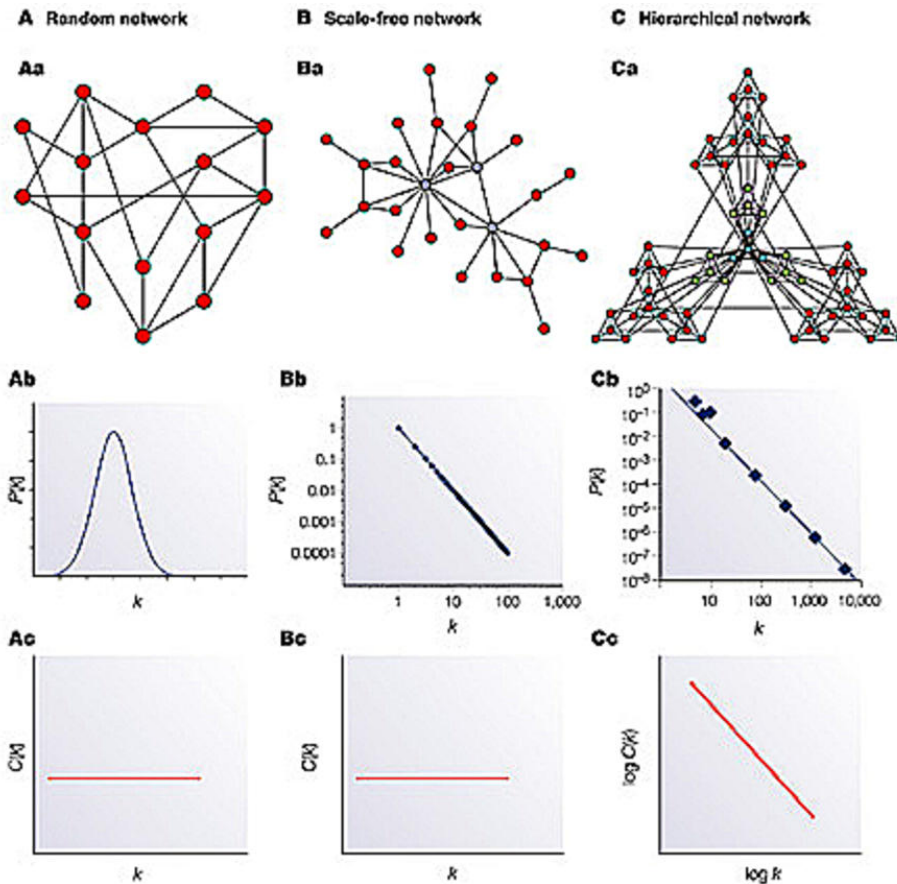 A Random network
B Scale-free network
C Hierarchical network
Aa
Ba
Ca
Ab
P(k)
k
Bb
1
0.1
0.01
0.001
0.0001
P(k)
1
10
100
1,000
k
Cb
10⁰
10⁻¹
10⁻²
10⁻³
10⁻⁴
10⁻⁵
10⁻⁶
10⁻⁷
10⁻⁸
P(k)
10
100
1,000
10,000
k
Ac
C(k)
k
Bc
C(k)
k
Cc
log C(k)
log k